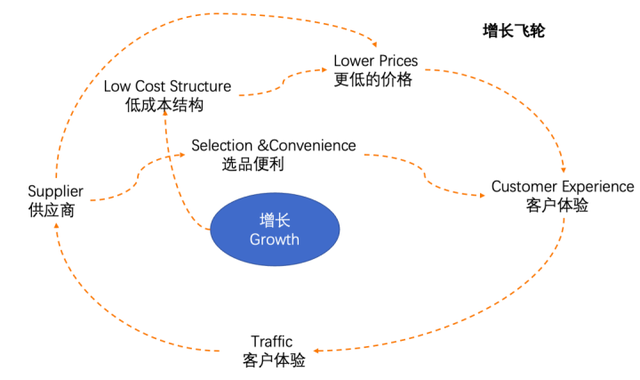 增长飞轮
Lower Prices
更低的价格
Low Cost Structure
低成本结构
Selection &Convenience
选品便利
Supplier
供应商
Customer Experience
客户体验
增长
Growth
Traffic
客户体验